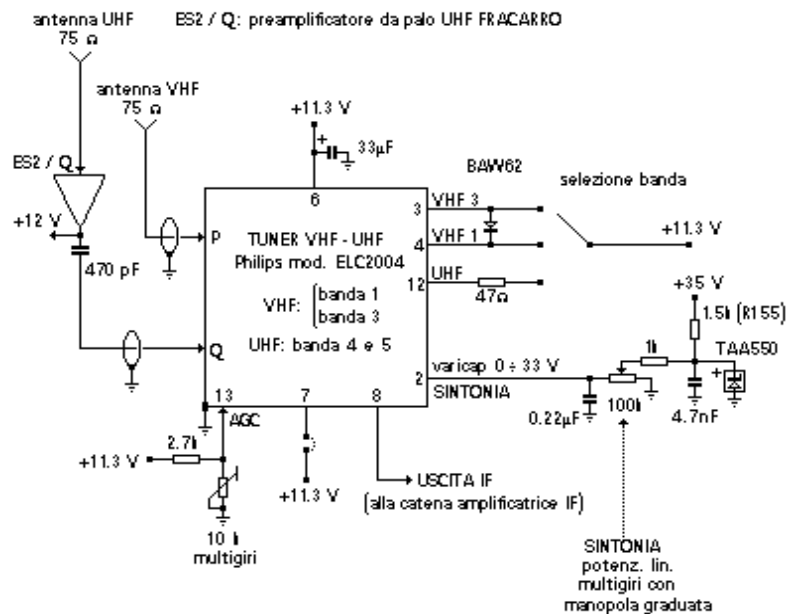 antenna UHF
75 Ω
ES2 / Q: preamplificatore da palo UHF FRACARRO
antenna VHF
75 Ω
+11.3 V
+
33µF
ES2 / Q
+12 V
470 pF
6
TUNER VHF - UHF
Philips mod. ELC2004
VHF: banda 1
banda 3
UHF: banda 4 e 5
P
Q
3
VHF 3
4
VHF 1
12
UHF
47Ω
BAW62
selezione banda
+11.3 V
+35 V
1.5k (R155)
1k
TAA550
+
2
varicap 0 ÷ 33 V
SINTONIA
0.22µF
100k
4.7nF
13
AGC
7
8
2.7k
+11.3 V
10 k
multigiri
+11.3 V
USCITA IF
(alla catena amplificatrice IF)
SINTONIA
potenz. lin.
multigiri con
manopola graduata